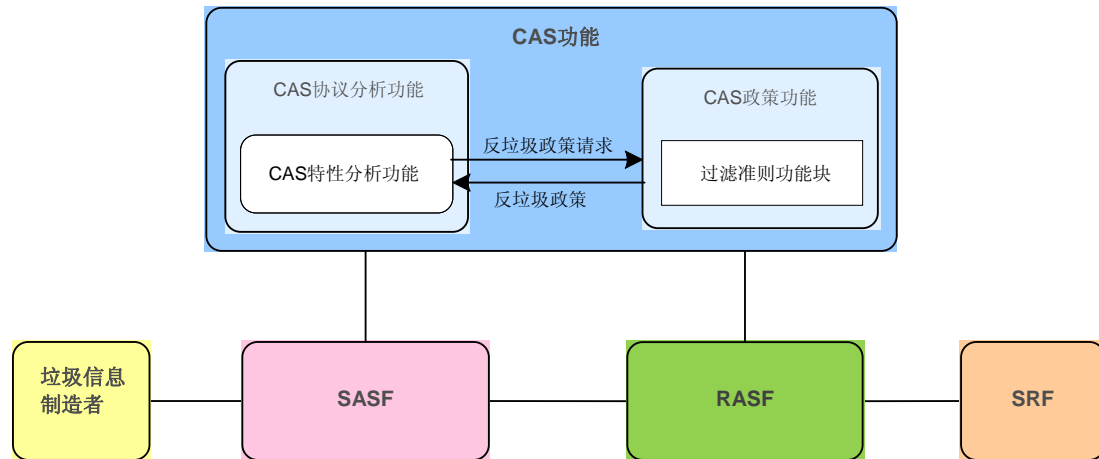 CAS功能
CAS协议分析功能
CAS政策功能
反垃圾政策请求
CAS特性分析功能
过滤准则功能块
反垃圾政策
垃圾信息
制造者
SASF
RASF
SRF